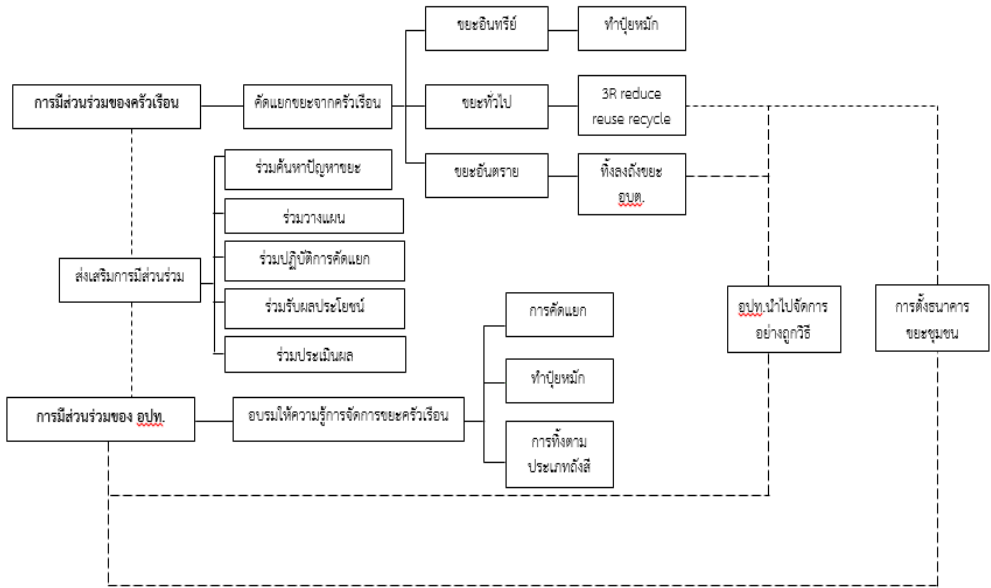 ขยะอินทรีย์
ทำปุ๋ยหมัก
การมีส่วนร่วมของครัวเรือน
คัดแยกขยะจากครัวเรือน
ขยะทั่วไป
3R reduce
reuse recycle
ขยะอันตราย
ทิ้งลงถังขยะ
อบต.
ร่วมค้นหาปัญหาขยะ
ร่วมวางแผน
ร่วมปฏิบัติการคัดแยก
ส่งเสริมการมีส่วนร่วม
ร่วมรับผลประโยชน์
ร่วมประเมินผล
อปท.นำไปจัดการ
อย่างถูกวิธี
การตั้งธนาคาร
ขยะชุมชน
การมีส่วนร่วมของ อปท.
อบรมให้ความรู้การจัดการขยะครัวเรือน
การคัดแยก
ทำปุ๋ยหมัก
การทิ้งตาม
ประเภทถังสี